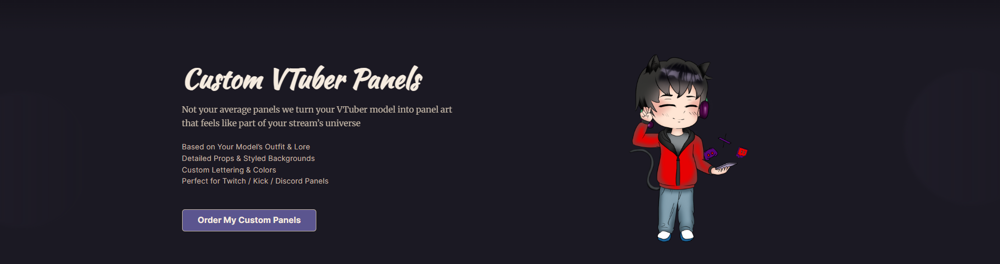 Custom VTuber Panels
Not your average panels we turn your VTuber model into panel art
that feels like part of your stream’s universe
Based on Your Model’s Outfit & Lore
Detailed Props & Styled Backgrounds
Custom Lettering & Colors
Perfect for Twitch / Kick / Discord Panels
Order My Custom Panels